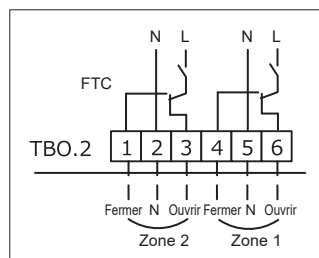 N L N L
FTC
TBO.2 1 2 3 4 5 6
Fermer N Ouvrir Fermer N Ouvrir
Zone 2 Zone 1